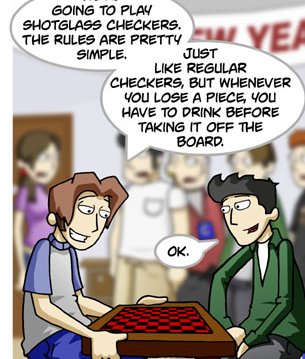 GOING TO PLAY
SHOTGLASS CHECKERS.
THE RULES ARE PRETTY
SIMPLE.
JUST
LIKE REGULAR
CHECKERS, BUT WHENEVER
YOU LOSE A PIECE, YOU
HAVE TO DRINK BEFORE
TAKING IT OFF THE
BOARD.
OK.